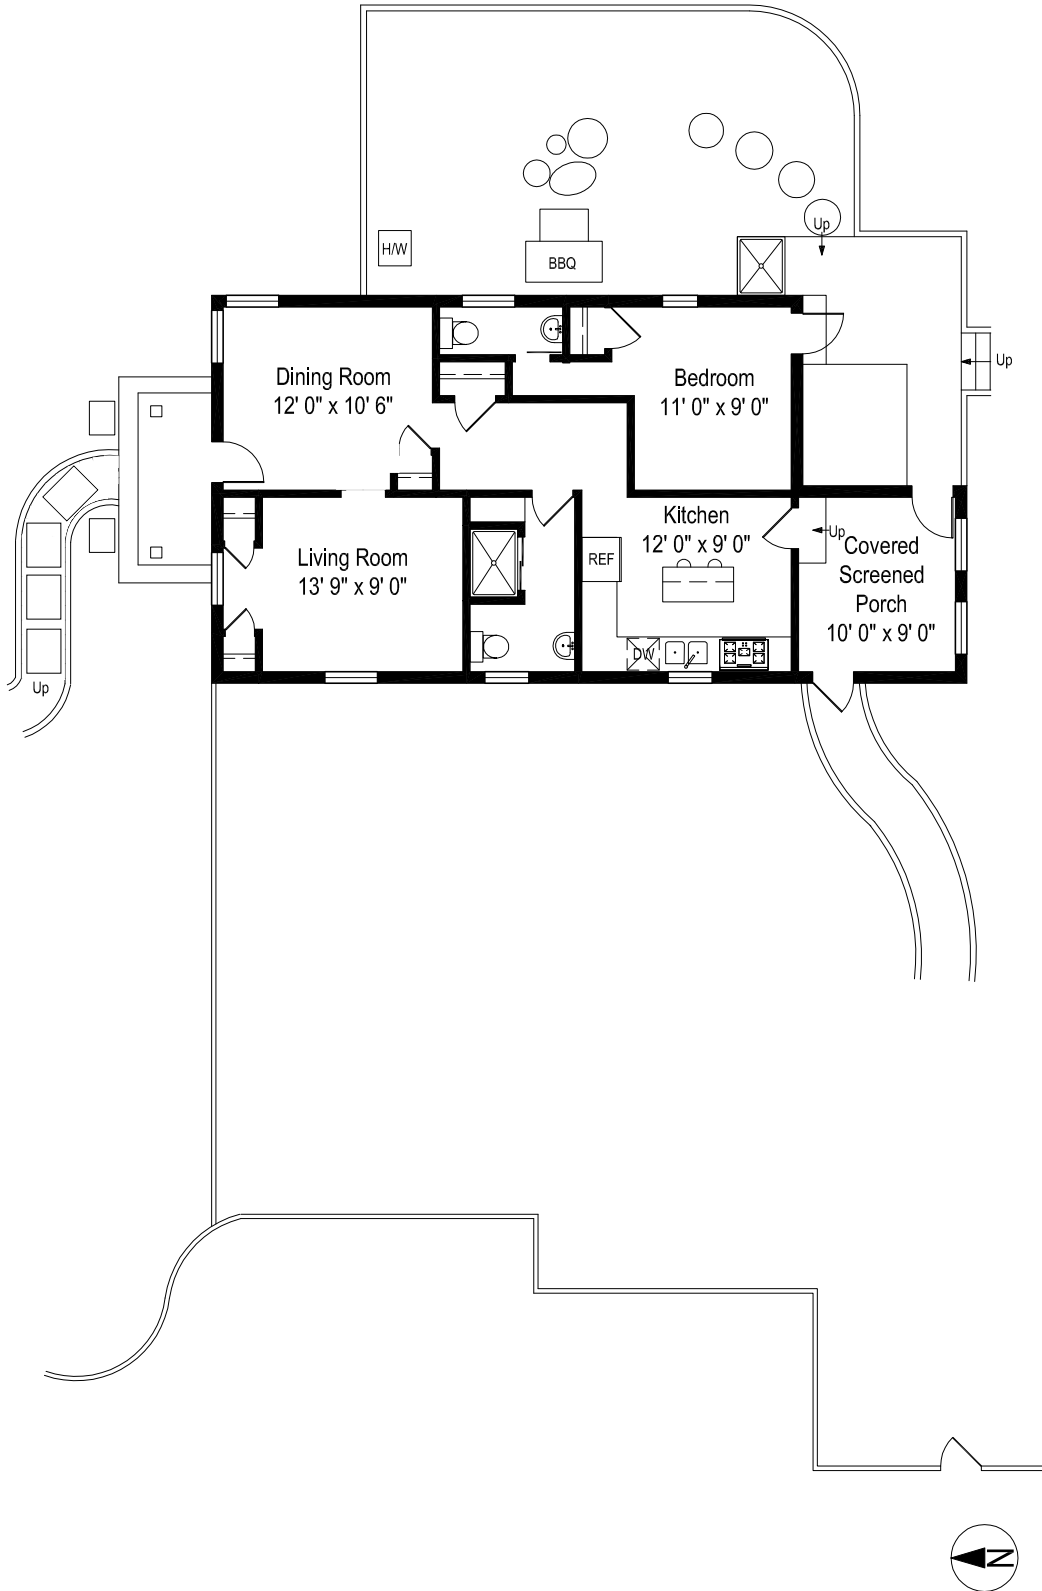 Up
H/W
BBQ
Up
Dining Room
12' 0" x 10' 6"
Bedroom
11' 0" x 9' 0"
Living Room
13' 9" x 9' 0"
Kitchen
12' 0" x 9' 0"
REF
DW
Up
Covered
Screened
Porch
10' 0" x 9' 0"
Up
N